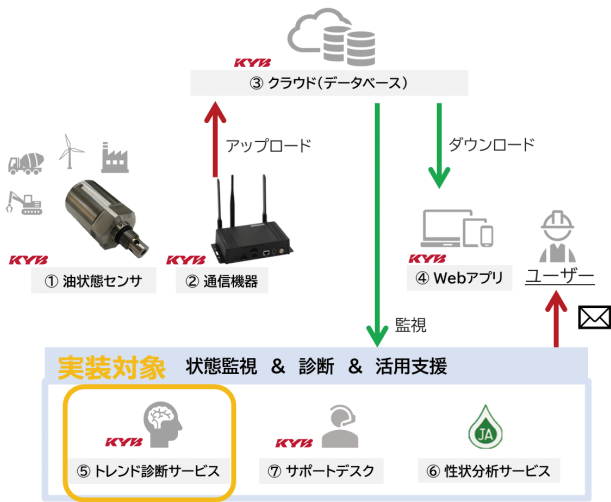 KYB
③ クラウド(データベース)
アップロード
ダウンロード
KYB
① 油状態センサ
KYB
② 通信機器
KYB
④ Webアプリ
ユーザー
監視
実装対象 状態監視 & 診断 & 活用支援
KYB
⑤ トレンド診断サービス
KYB
⑦ サポートデスク
JA
⑥ 性状分析サービス